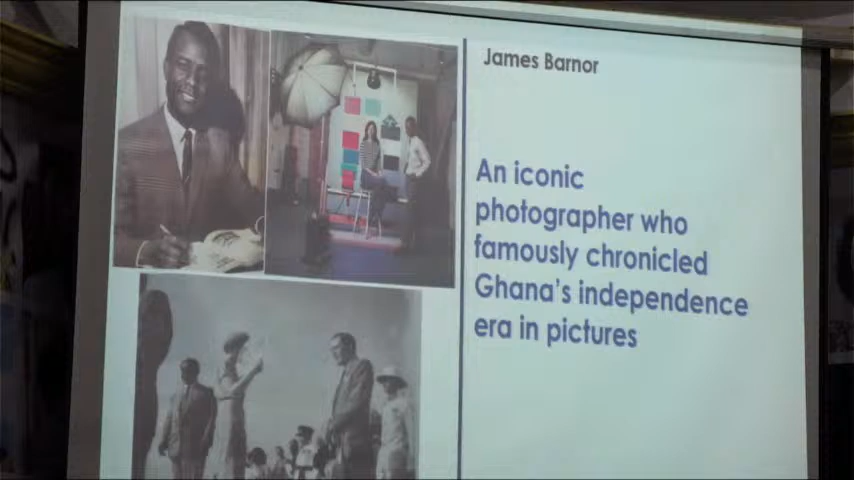 James Barnor
An iconic
photographer who
famously chronicled
Ghana's independence
era in pictures